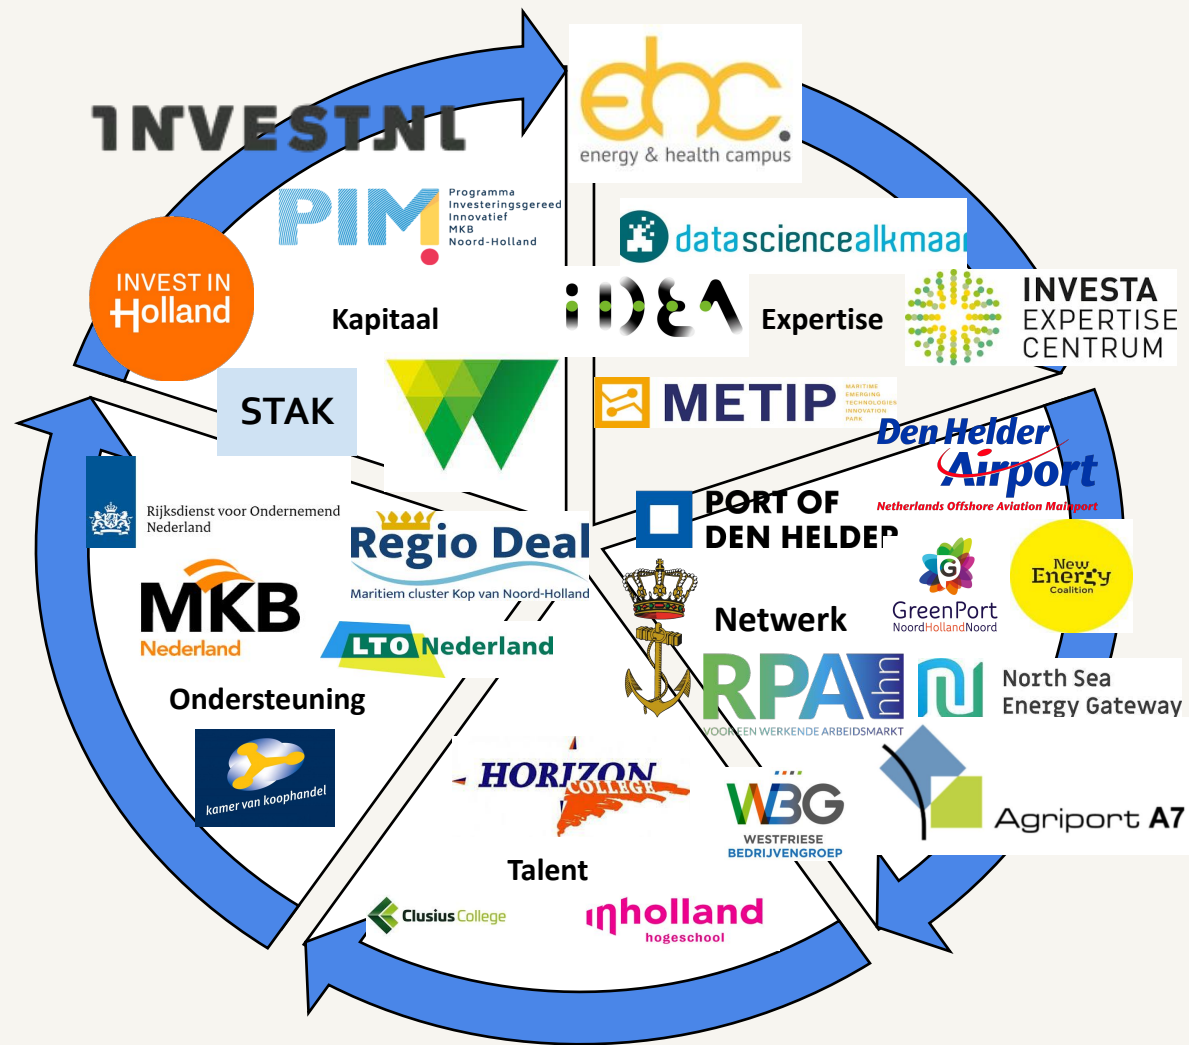 INVEST-NL
ehc.
energy & health campus
PIM
Programma
Investeringsgereed
Innovatief
MKB
Noord-Holland
datasciencealkmaar
INVEST IN
Holland
Kapitaal
iDEA
Expertise
INVESTA
EXPERTISE
CENTRUM
STAK
METIP
MARITIME
EMERGING
TECHNOLOGIES
INNOVATION
PARK
Den Helder
Airport
Netherlands Offshore Aviation Mainport
Rijksdienst voor Ondernemend
Nederland
Regio Deal
Maritiem cluster Kop van Noord-Holland
PORT OF
DEN HELDER
G
GreenPort
NoordHollandNoord
New
Energy
Coalition
MKB
Nederland
LTO Nederland
Netwerk
RPA nhn
VOOR EEN WERKENDE ARBEIDSMARKT
North Sea
Energy Gateway
Ondersteuning
kamer van koophandel
HORIZON
COLLEGE
WBG
WESTFRIESE
BEDRIJVENGROEP
Agriport A7
Talent
Clusius College
inholland
hogeschool